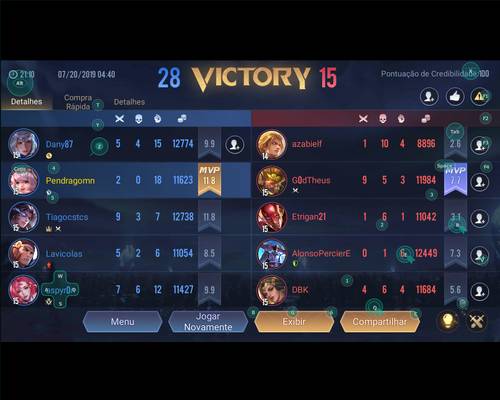 21:10 07/20/2019 04:40 28 VICTORY 15 Pontuação de Credibilidade:100
Detalhes Compra Rápida Detalhes
Dany87 5 4 15 12774 9.9
azabielf 1 10 4 8896 2.6
Pendragomn 2 0 18 11623 MVP 11.8
G0dTheus 9 5 3 11984 MVP 7.7
Tiagocstcs 9 3 7 12738 11.8
Etrigan21 1 6 1 11042 3.1
Lavicolas 5 2 6 11054 8.5
AlonsoPercierE 0 1 12449 7.3
7 6 12 11427 9.9
DBK 4 6 4 11684 5.6
Menu Jogar Novamente Exibir Compartilhar